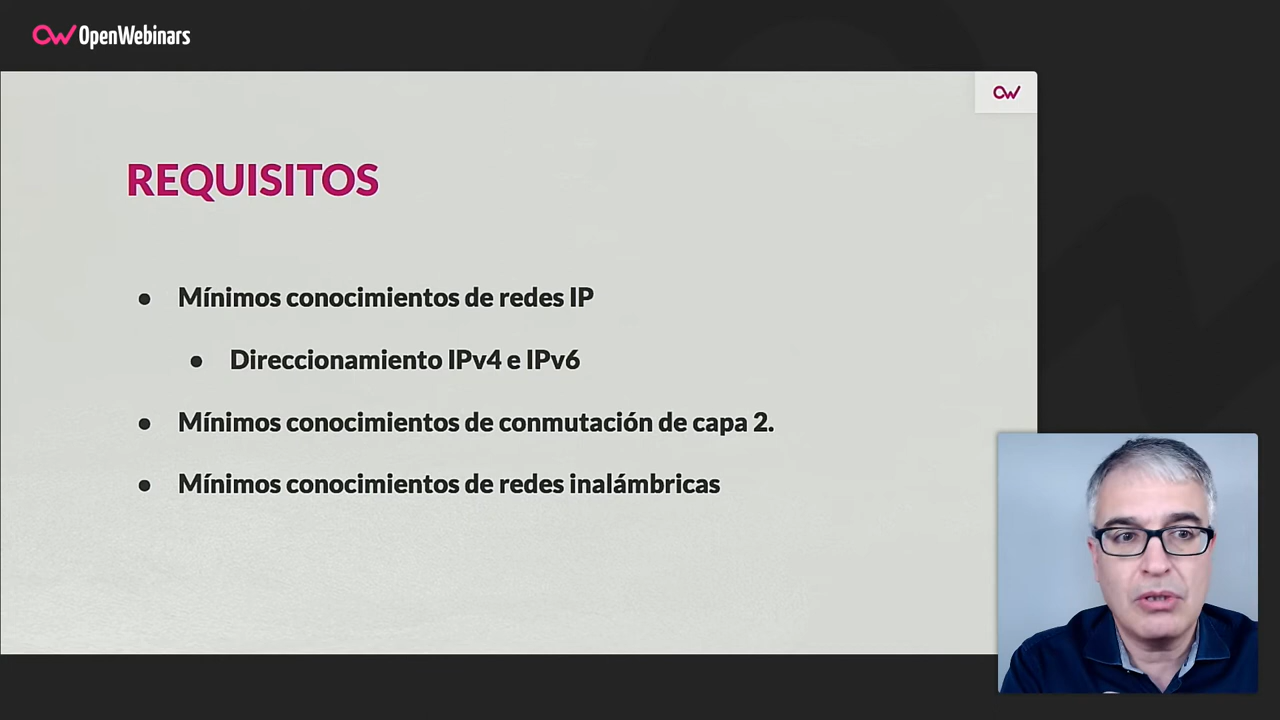 OpenWebinars
REQUISITOS
● Mínimos conocimientos de redes IP
● Direccionamiento IPv4 e IPv6
● Mínimos conocimientos de conmutación de capa 2.
● Mínimos conocimientos de redes inalámbricas